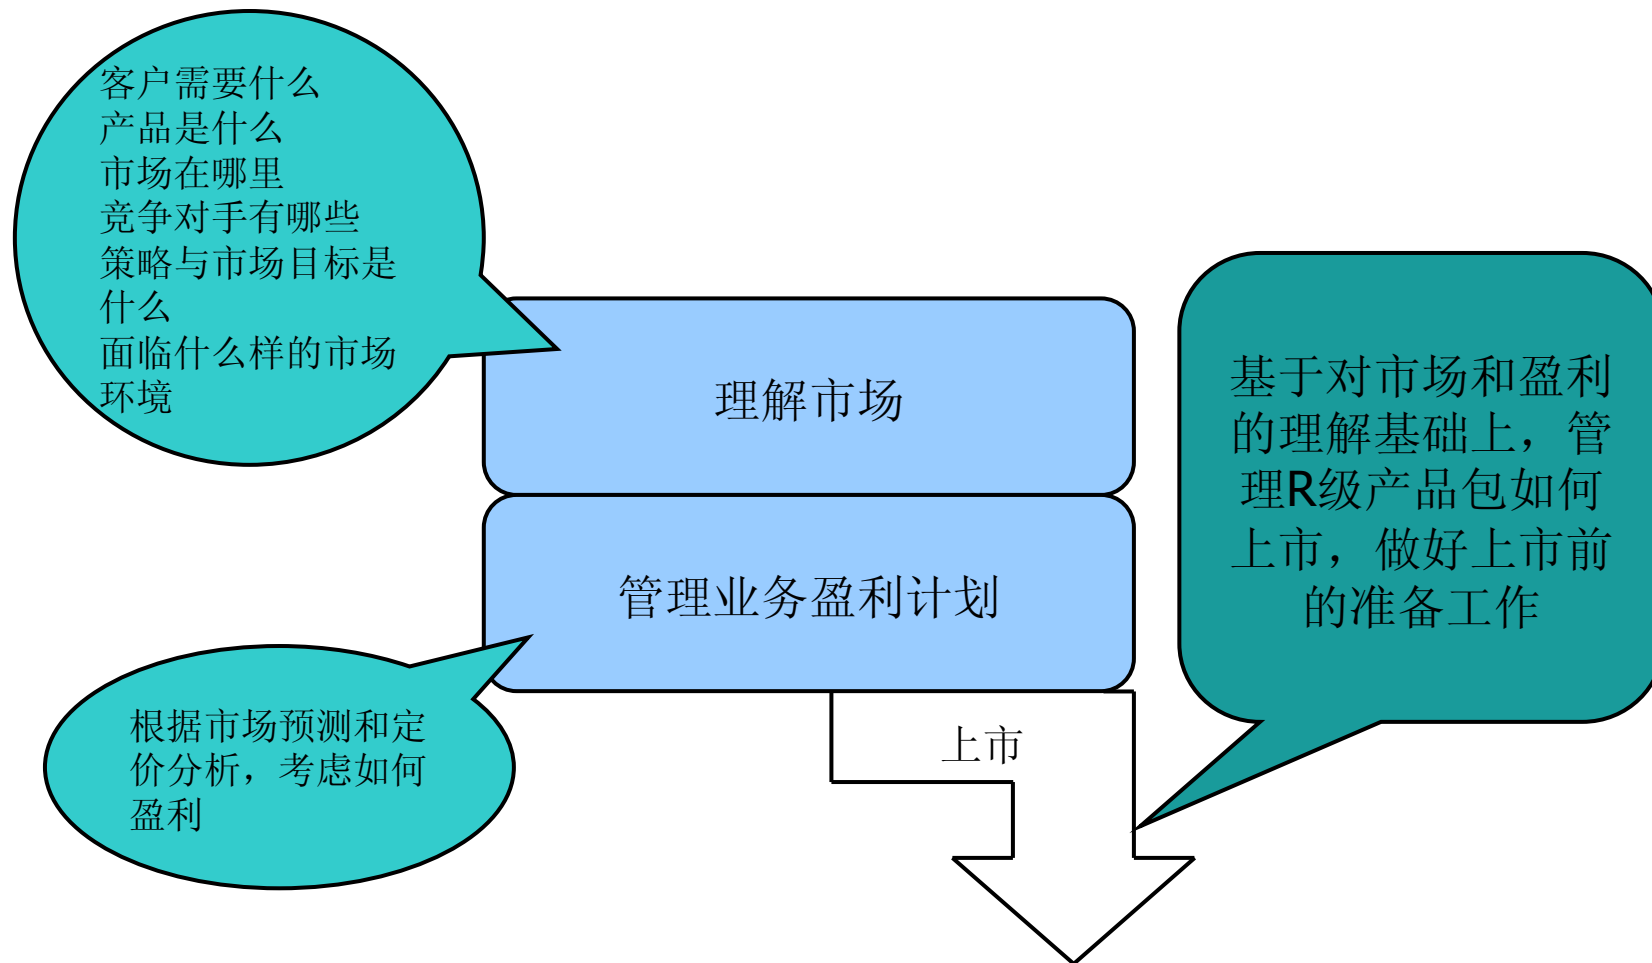 客户需要什么
产品是什么
市场在哪里
竞争对手有哪些
策略与市场目标是
什么
面临什么样的市场
环境
理解市场
管理业务盈利计划
根据市场预测和定
价分析，考虑如何
盈利
上市
基于对市场和盈利
的理解基础上，管
理R级产品包如何
上市，做好上市前
的准备工作